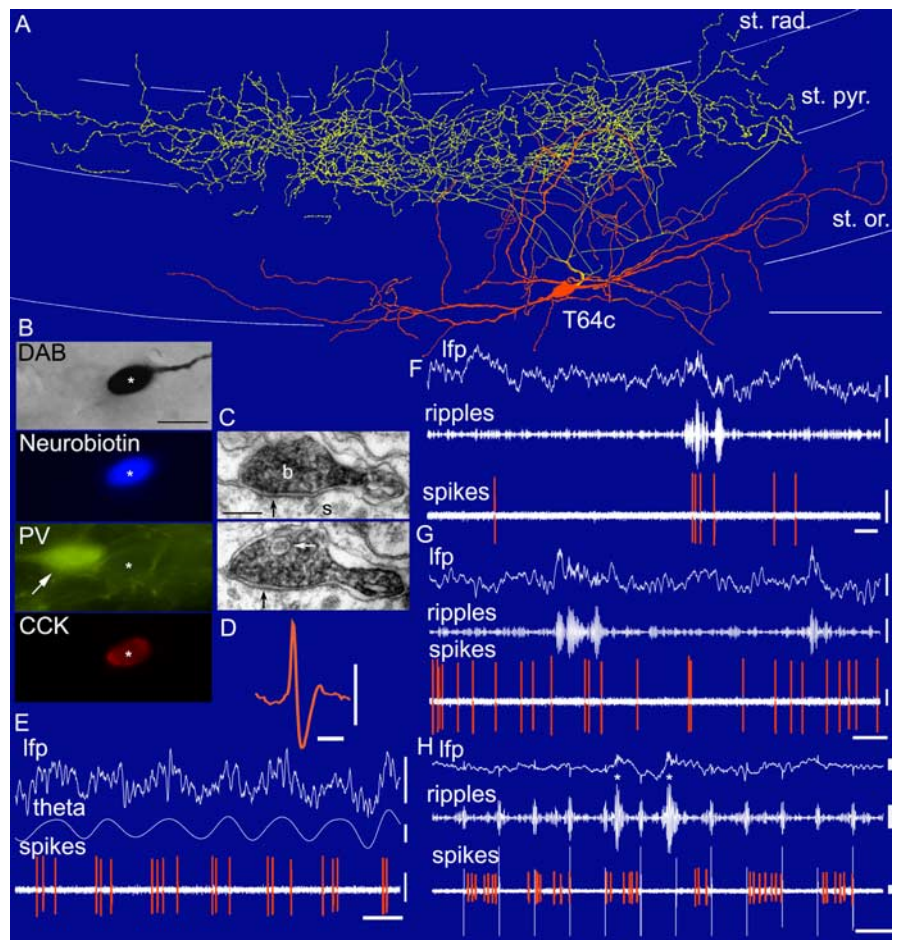 A
st. rad.
st. pyr.
st. or.
T64c
B
DAB
*
Neurobiotin
*
PV
*
CCK
*
C
b
s
D
E
lfp
theta
spikes
F
lfp
ripples
spikes
G
lfp
ripples
spikes
H
lfp
* *
ripples
spikes